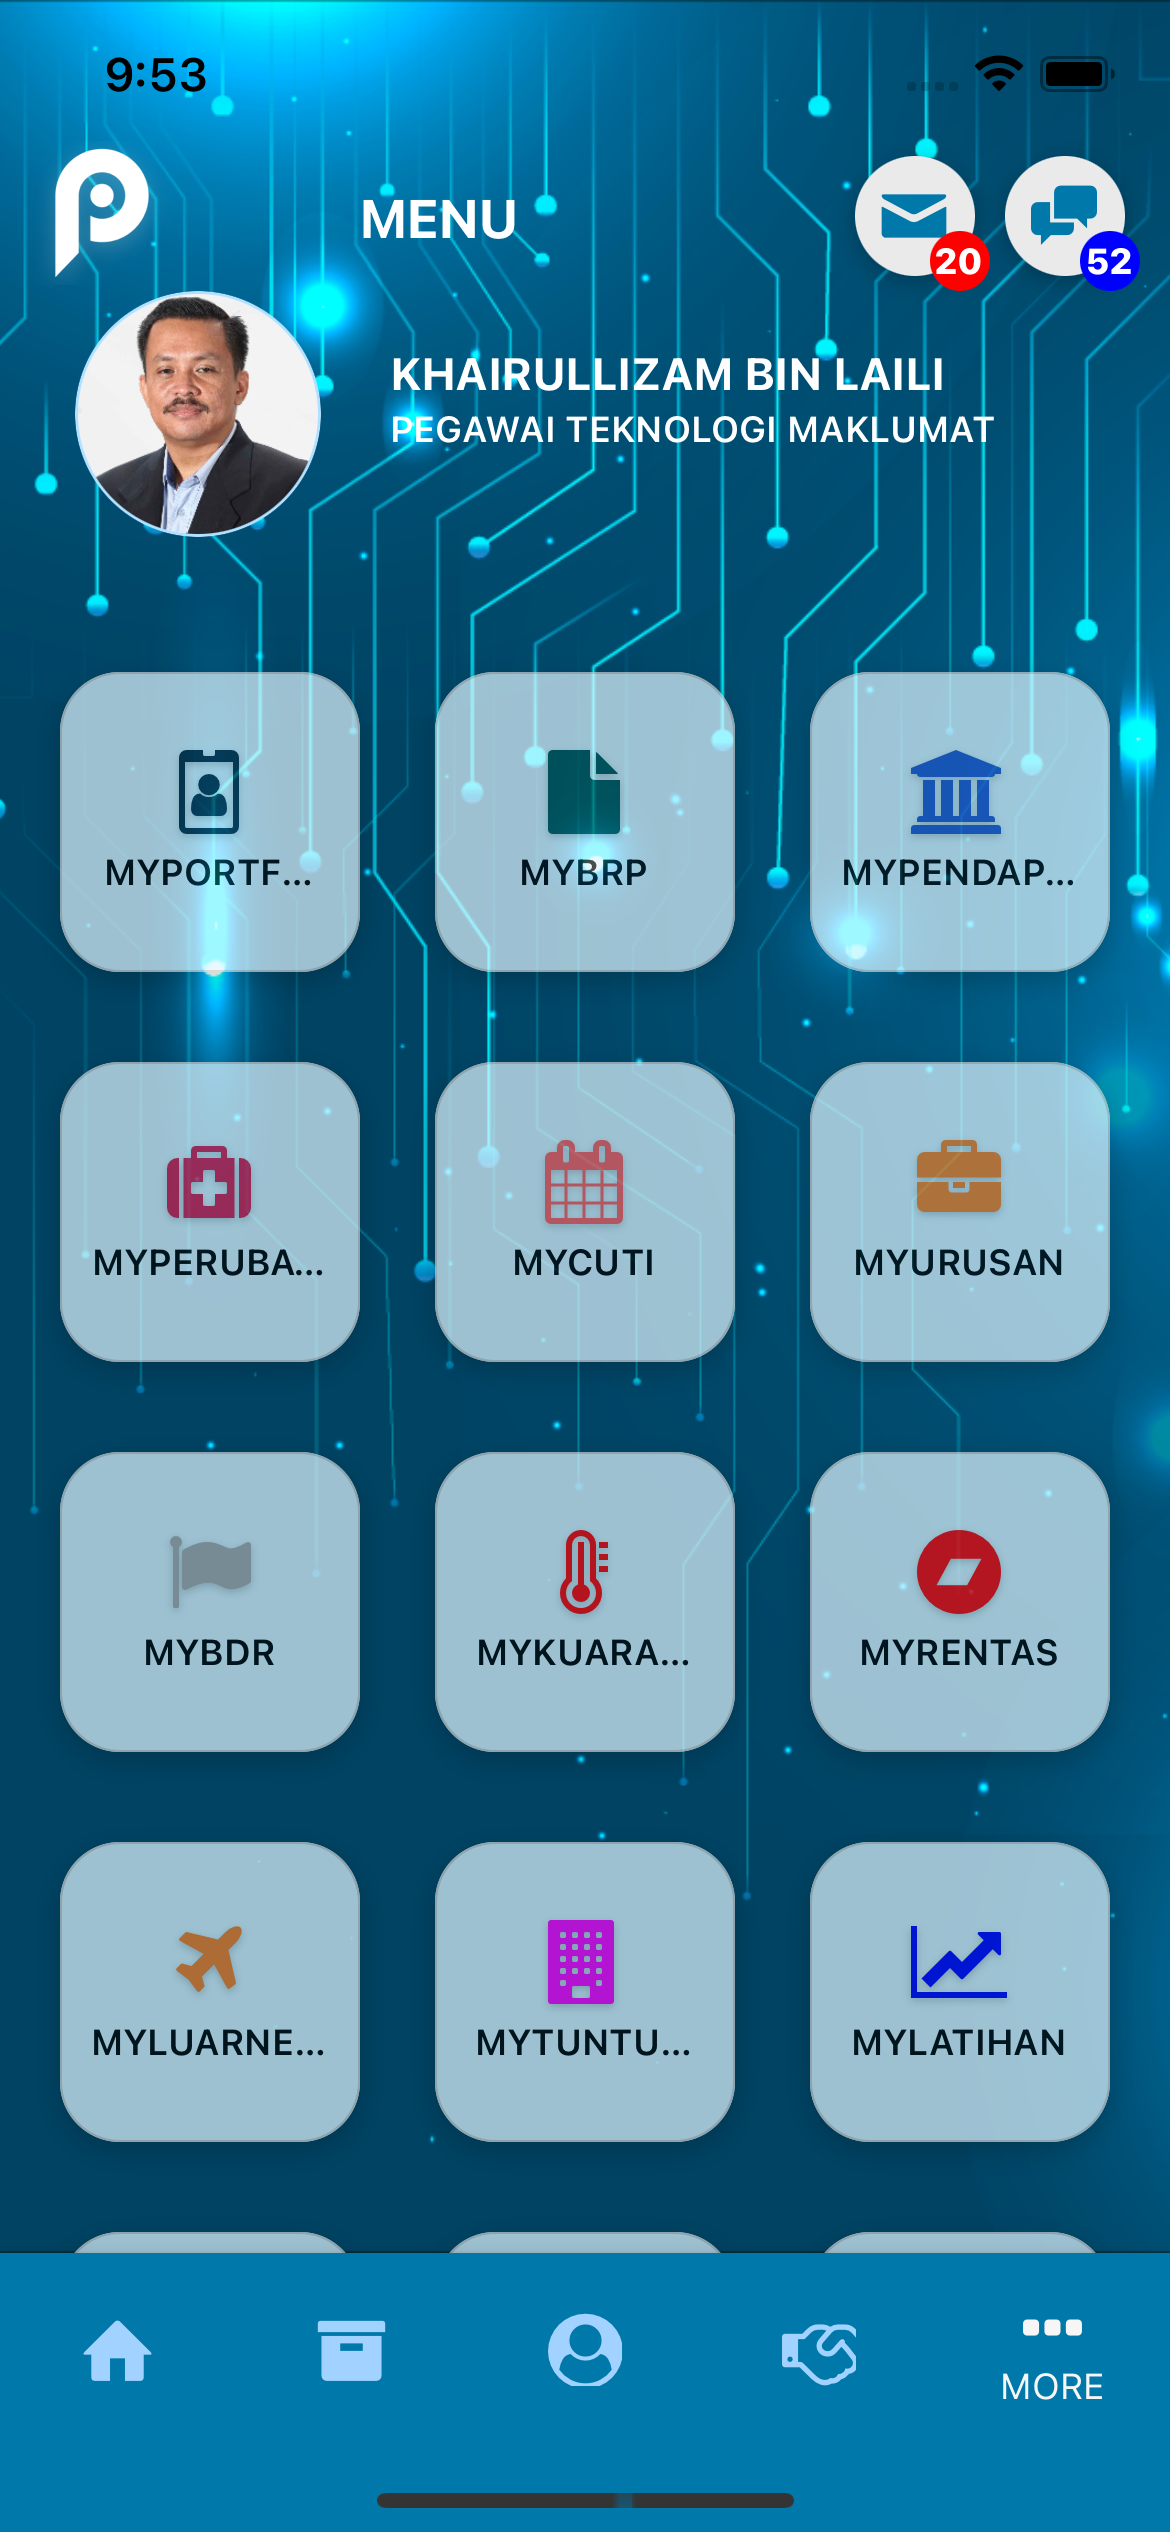 9:53
MENU
20
52
KHAIRULLIZAM BIN LAILI
PEGAWAI TEKNOLOGI MAKLUMAT
MYPORTF...
MYBRP
MYPENDAP...
MYPERUBA...
MYCUTI
MYURUSAN
MYBDR
MYKUARA...
MYRENTAS
MYLUARNE...
MYTUNTU...
MYLATIHAN
MORE